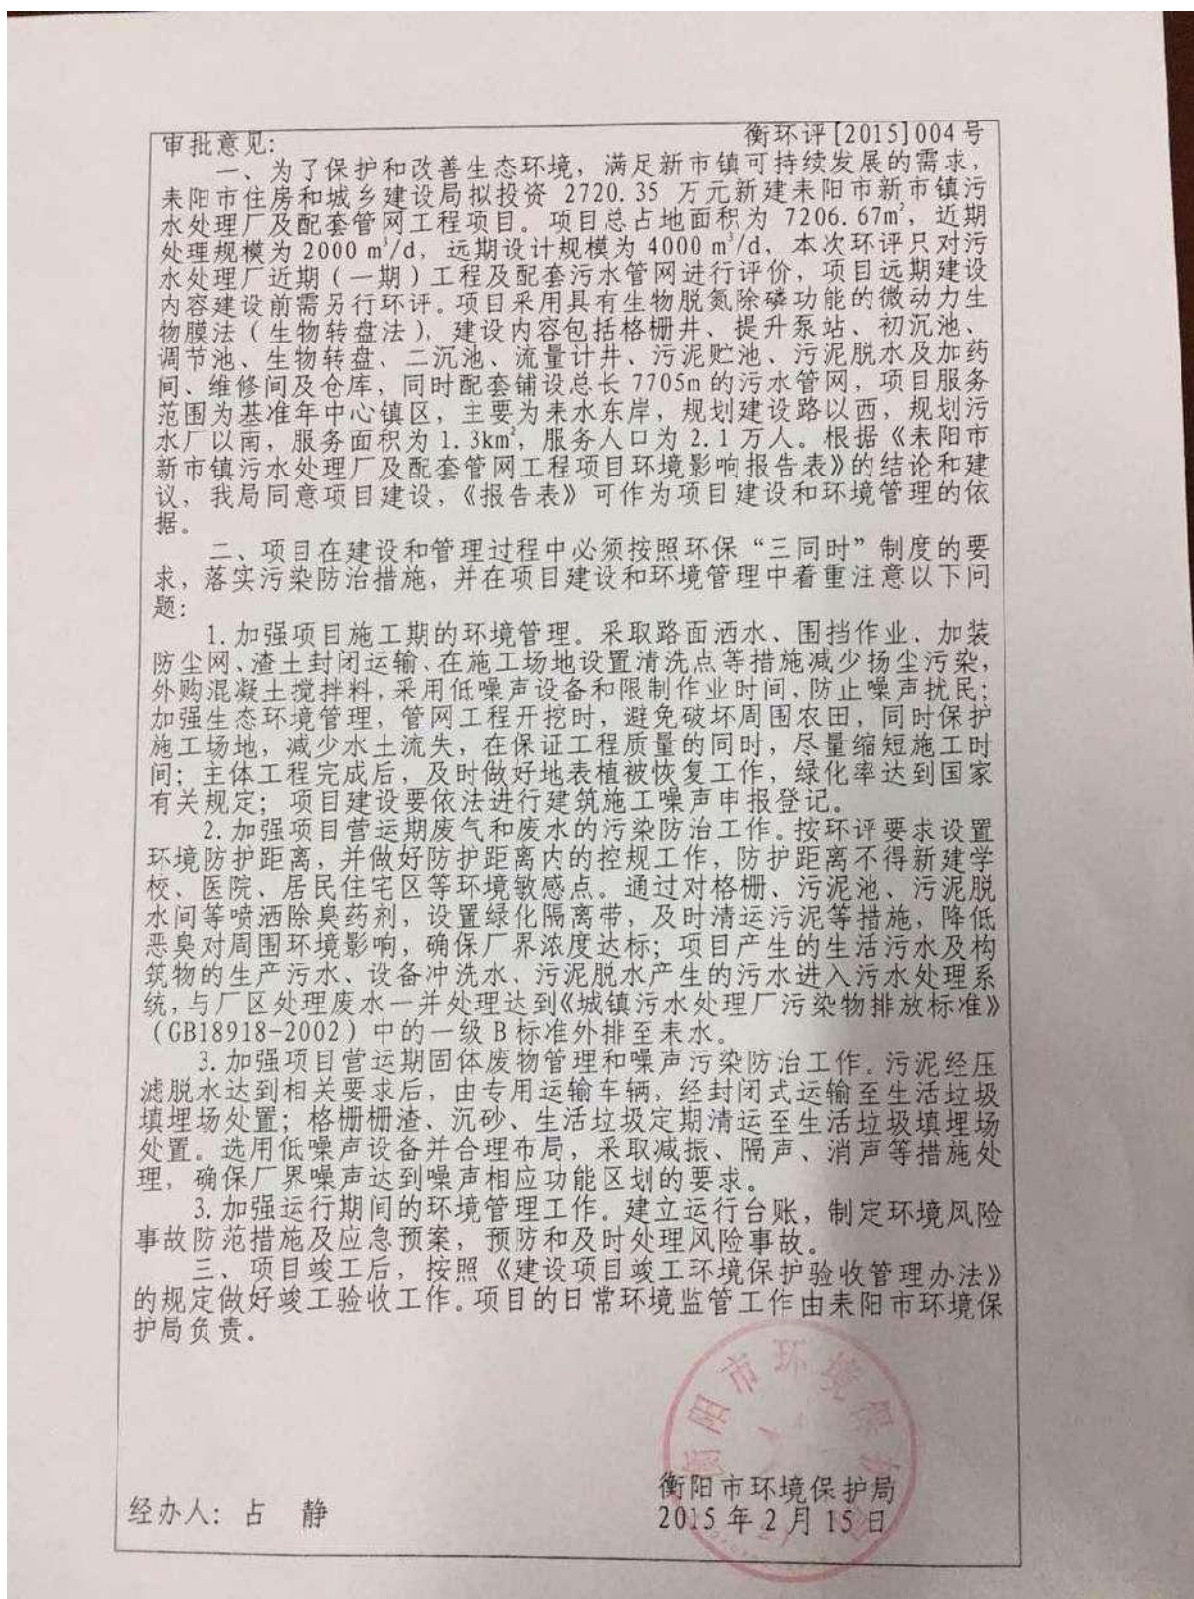 审批意见: 衡环评[2015]004号
一、为了保护和改善生态环境，满足新市镇可持续发展的需求，
耒阳市住房和城乡建设局拟投资 2720.35 万元新建耒阳市新市镇污
水处理厂及配套管网工程项目。项目总占地面积为 7206.67m²，近期
处理规模为 2000 m³/d，远期设计规模为 4000 m³/d，本次环评只对污
水处理厂近期（一期）工程及配套污水管网进行评价，项目远期建设
内容建设前需另行环评。项目采用具有生物脱氮除磷功能的微动力生
物膜法（生物转盘法），建设内容包括格栅井、提升泵站、初沉池、
调节池、生物转盘、二沉池、流量计井、污泥贮池、污泥脱水及加药
间、维修间及仓库，同时配套铺设总长 7705m 的污水管网，项目服务
范围为基准年中心镇区，主要为耒水东岸，规划建设路以西，规划污
水厂以南，服务面积为 1.3km²，服务人口为 2.1 万人。根据《耒阳市
新市镇污水处理厂及配套管网工程项目环境影响报告表》的结论和建
议，我局同意项目建设，《报告表》可作为项目建设和环境管理的依
据。
二、项目在建设和管理过程中必须按照环保“三同时”制度的要
求，落实污染防治措施，并在项目建设和环境管理中着重注意以下问
题：
1.加强项目施工期的环境管理。采取路面洒水、围挡作业、加装
防尘网、渣土封闭运输、在施工场地设置清洗点等措施减少扬尘污染，
外购混凝土搅拌料，采用低噪声设备和限制作业时间，防止噪声扰民；
加强生态环境管理，管网工程开挖时，避免破坏周围农田，同时保护
施工场地，减少水土流失，在保证工程质量的同时，尽量缩短施工时
间；主体工程完成后，及时做好地表植被恢复工作，绿化率达到国家
有关规定；项目建设要依法进行建筑施工噪声申报登记。
2.加强项目营运期废气和废水的污染防治工作。按环评要求设置
环境防护距离，并做好防护距离内的控规工作，防护距离不得新建学
校、医院、居民住宅区等环境敏感点。通过对格栅、污泥池、污泥脱
水间等喷洒除臭药剂，设置绿化隔离带，及时清运污泥等措施，降低
恶臭对周围环境影响，确保厂界浓度达标；项目产生的生活污水及构
筑物的生产污水、设备冲洗水、污泥脱水产生的污水进入污水处理系
统，与厂区处理废水一并处理达到《城镇污水处理厂污染物排放标准》
（GB18918-2002）中的一级 B 标准外排至耒水。
3.加强项目营运期固体废物管理和噪声污染防治工作。污泥经压
滤脱水达到相关要求后，由专用运输车辆，经封闭式运输至生活垃圾
填埋场处置；格栅栅渣、沉砂、生活垃圾定期清运至生活垃圾填埋场
处置。选用低噪声设备并合理布局，采取减振、隔声、消声等措施处
理，确保厂界噪声达到噪声相应功能区划的要求。
3.加强运行期间的环境管理工作。建立运行台账，制定环境风险
事故防范措施及应急预案，预防和及时处理风险事故。
三、项目竣工后，按照《建设项目竣工环境保护验收管理办法》
的规定做好竣工验收工作。项目的日常环境监管工作由耒阳市环境保
护局负责。
衡阳市环境保护局
衡阳市环境保护局
经办人：占 静 2015 年 2 月 15 日